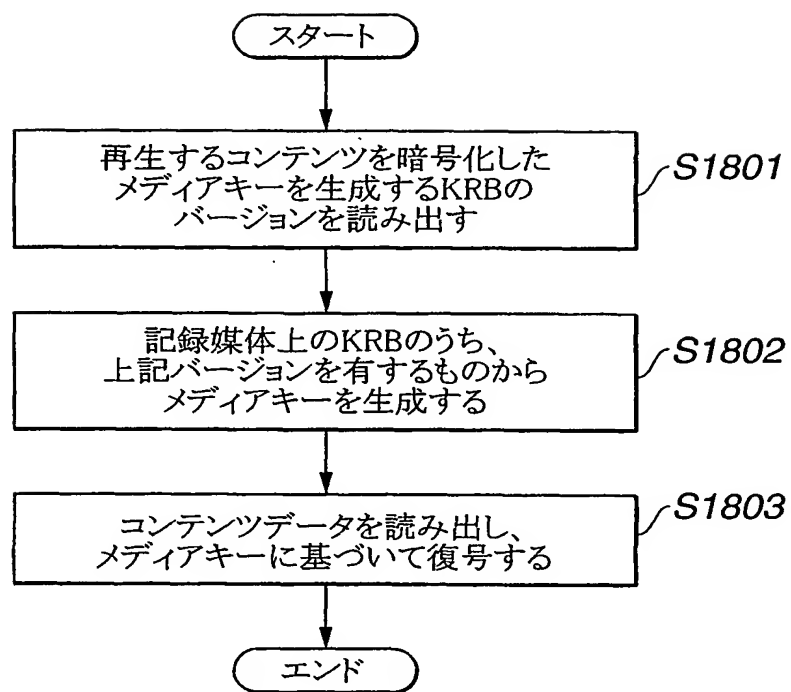 スタート
再生するコンテンツを暗号化した
メディアキーを生成するKRBの
バージョンを読み出す
S1801
記録媒体上のKRBのうち、
上記バージョンを有するものから
メディアキーを生成する
S1802
コンテンツデータを読み出し、
メディアキーに基づいて復号する
S1803
エンド